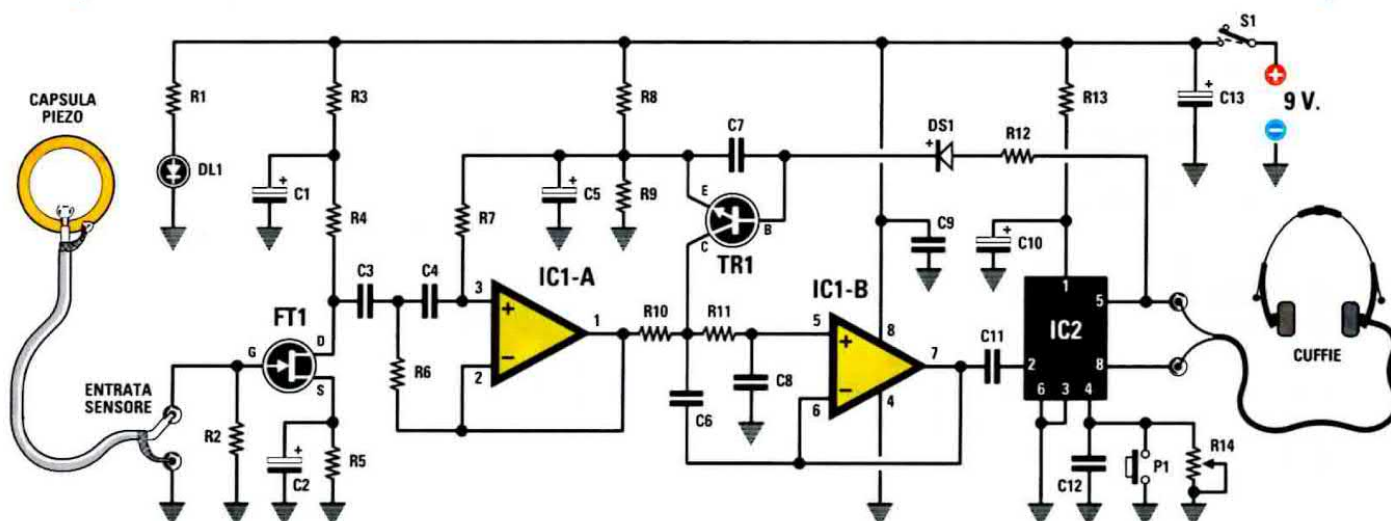 S1
CAPSULA
PIEZO
R1
R3
R8
R13
C13
+
9 V.
−
DL1
C1
+
R4
R7
C5
+
R9
C7
E
B
C
TR1
DS1
+
R12
C9
C10
+
C3
C4
IC1-A
3
+
2
−
1
R6
R10
R11
IC1-B
5
+
6
−
7
8
4
C11
IC2
1
2
5
8
6
3
4
FT1
G
D
S
ENTRATA
SENSORE
R2
C2
+
R5
C6
C8
C12
P1
R14
CUFFIE